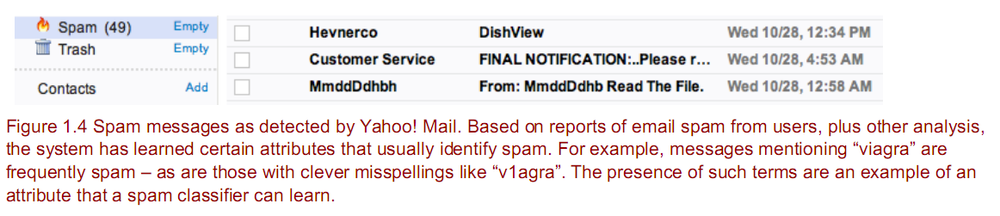 Spam (49) Empty Hevnerco DishView Wed 10/28, 12:34 PM
Trash Empty Customer Service FINAL NOTIFICATION:..Please r... Wed 10/28, 4:53 AM
Contacts Add MmddDdhbh From: MmddDdhb Read The File. Wed 10/28, 12:58 AM
Figure 1.4 Spam messages as detected by Yahoo! Mail. Based on reports of email spam from users, plus other analysis,
the system has learned certain attributes that usually identify spam. For example, messages mentioning “viagra” are
frequently spam – as are those with clever misspellings like “v1agra”. The presence of such terms are an example of an
attribute that a spam classifier can learn.